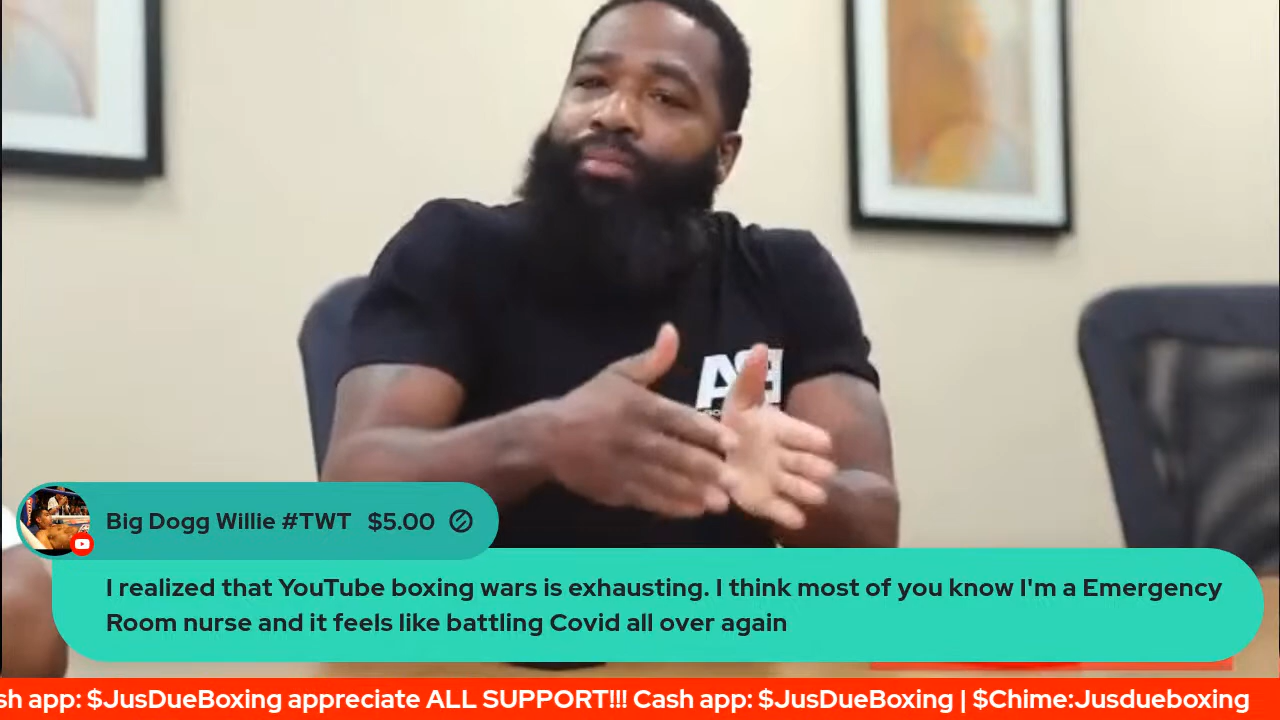 Big Dogg Willie #TWT $5.00
I realized that YouTube boxing wars is exhausting. I think most of you know I'm a Emergency
Room nurse and it feels like battling Covid all over again
sh app: $JusDueBoxing appreciate ALL SUPPORT!!! Cash app: $JusDueBoxing | $Chime:Jusdueboxing